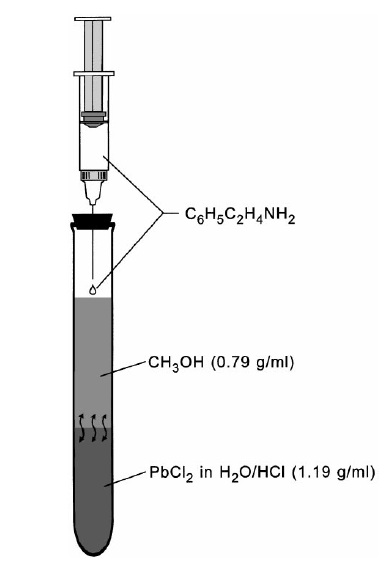 C₆H₅C₂H₄NH₂
CH₃OH (0.79 g/ml)
PbCl₂ in H₂O/HCl (1.19 g/ml)